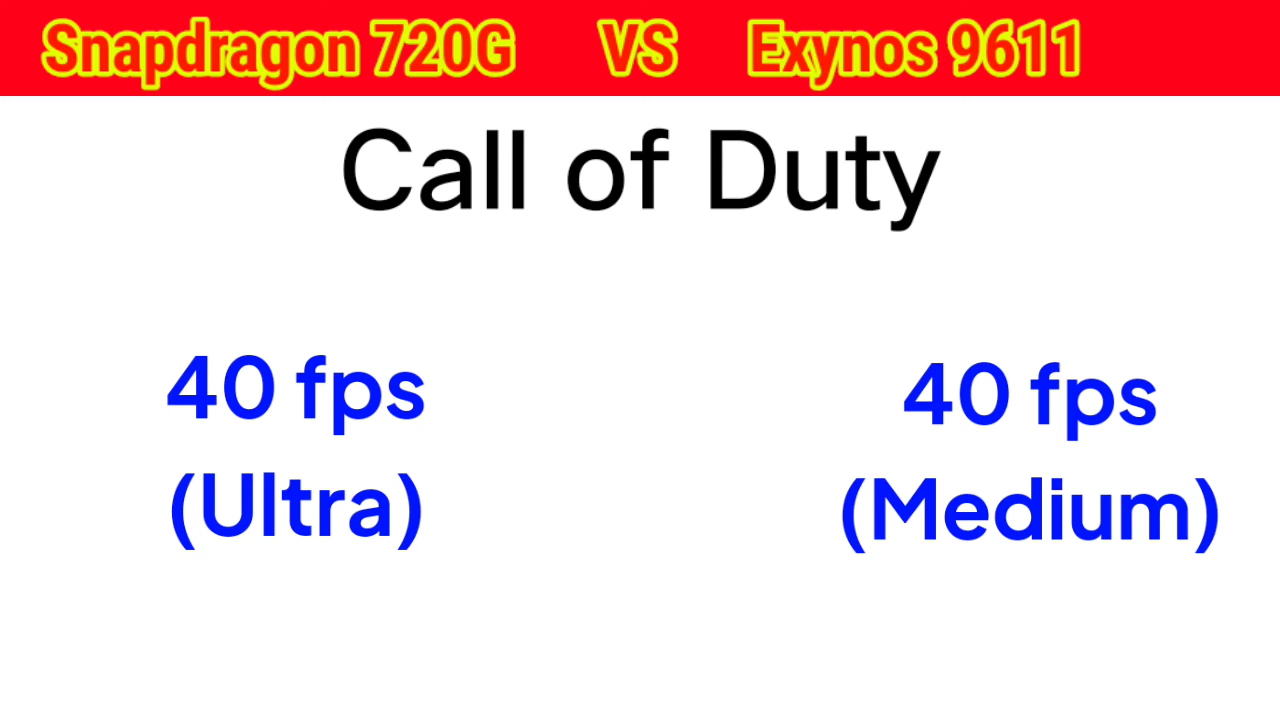 Snapdragon 720G VS Exynos 9611
Call of Duty
40 fps 40 fps
(Ultra) (Medium)